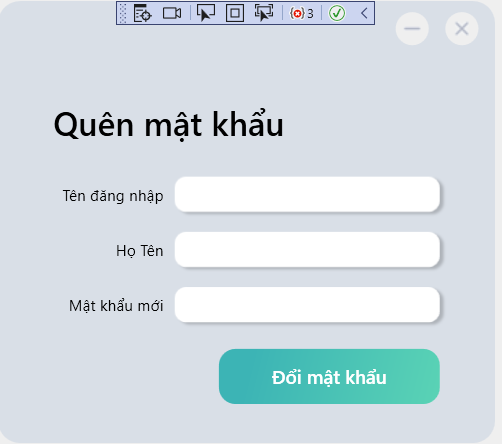 3
Quên mật khẩu
Tên đăng nhập
Họ Tên
Mật khẩu mới
Đổi mật khẩu